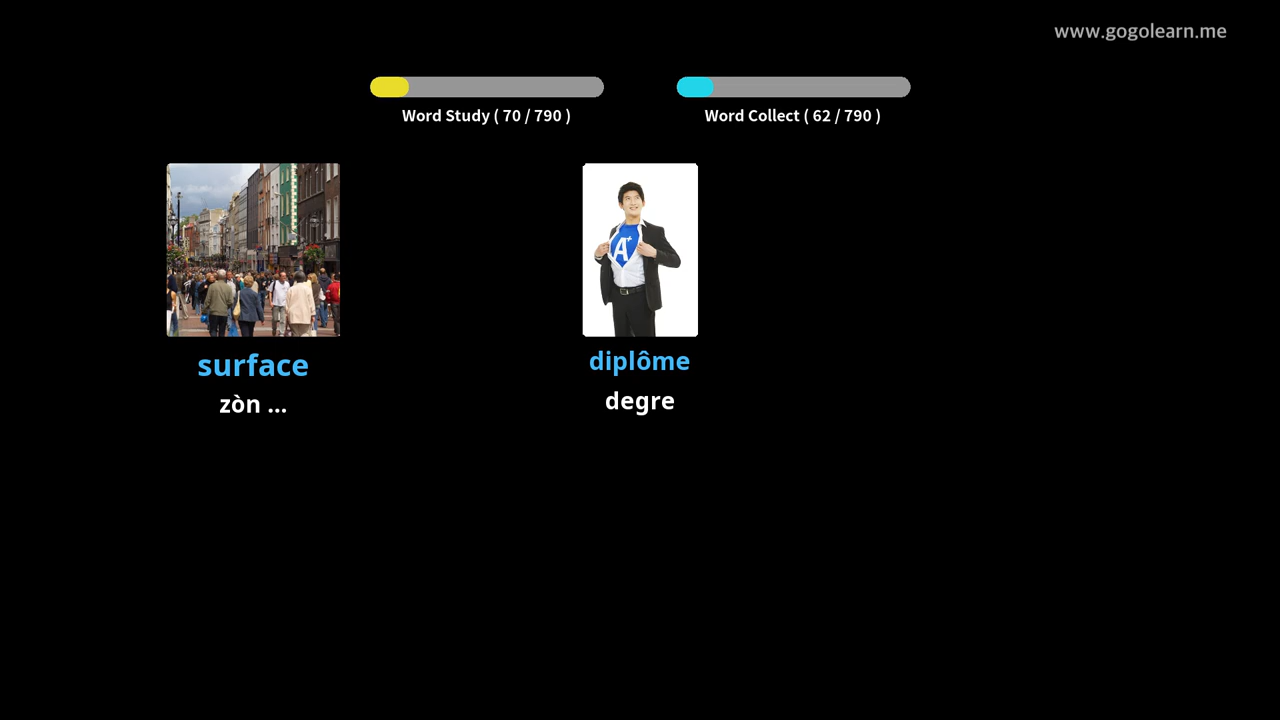 www.gogolearn.me
Word Study ( 70 / 790 )
Word Collect ( 62 / 790 )
A+
surface
zòn ...
diplôme
degre